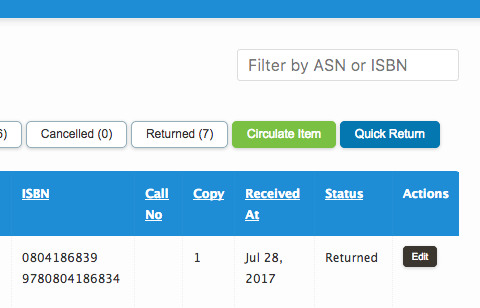 Filter by ASN or ISBN
6) Cancelled (0) Returned (7) Circulate Item Quick Return
ISBN Call No Copy Received At Status Actions
0804186839 1 Jul 28, 2017 Returned Edit
9780804186834